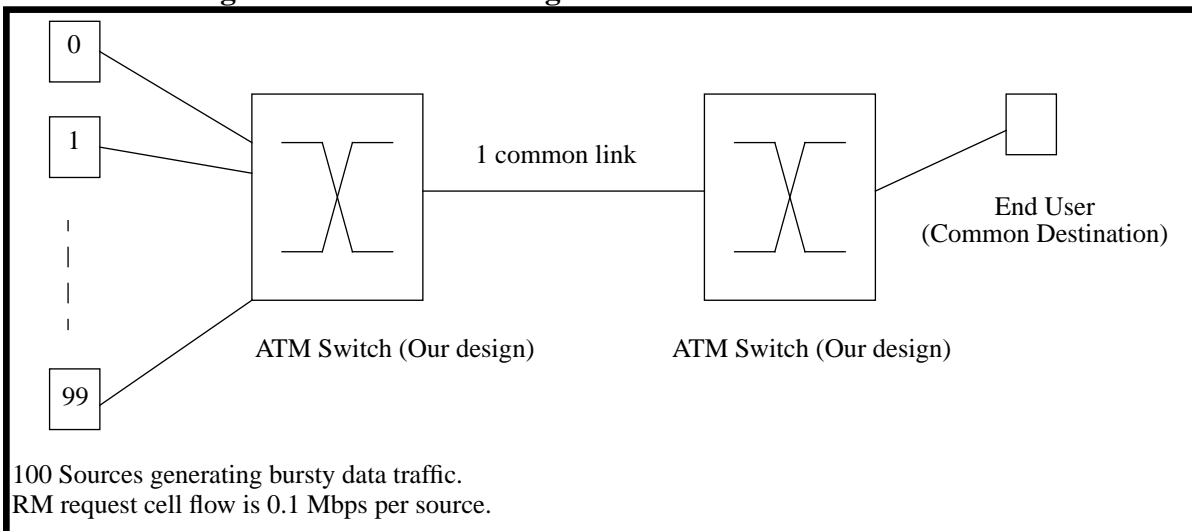 0
1
99
1 common link
ATM Switch (Our design)
ATM Switch (Our design)
End User
(Common Destination)
100 Sources generating bursty data traffic.
RM request cell flow is 0.1 Mbps per source.